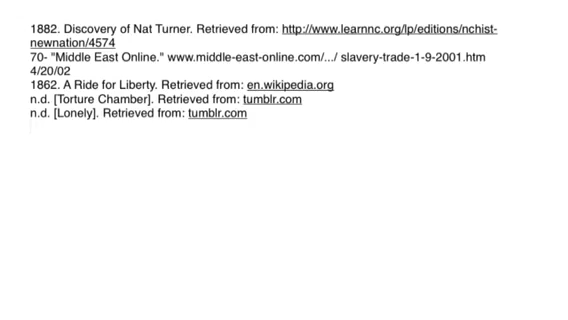 1882. Discovery of Nat Turner. Retrieved from: http://www.learnnc.org/lp/editions/nchist-
newnation/4574
70- "Middle East Online." www.middle-east-online.com/.../ slavery-trade-1-9-2001.htm
4/20/02
1862. A Ride for Liberty. Retrieved from: en.wikipedia.org
n.d. [Torture Chamber]. Retrieved from: tumblr.com
n.d. [Lonely]. Retrieved from: tumblr.com